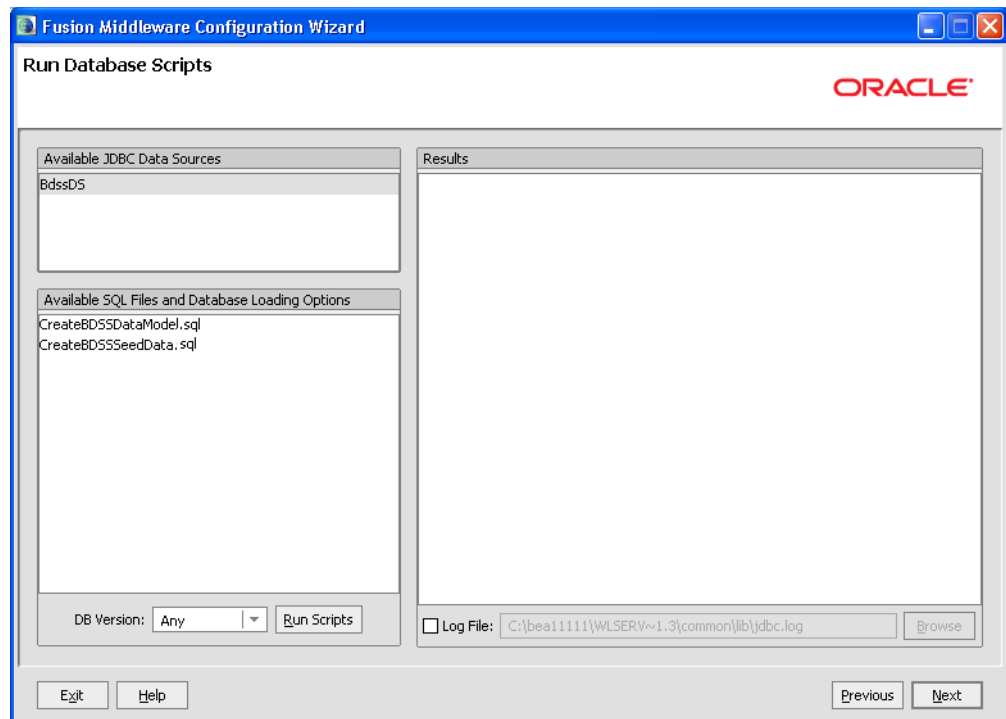 Fusion Middleware Configuration Wizard
Run Database Scripts
ORACLE
Available JDBC Data Sources
BdssDS
Available SQL Files and Database Loading Options
CreateBDSSDataModel.sql
CreateBDSSSeedData.sql
DB Version: Any Run Scripts
Results
Log File: C:\bea11111\WLSERV~1.3\common\lib\jdbc.log Browse
Exit Help Previous Next